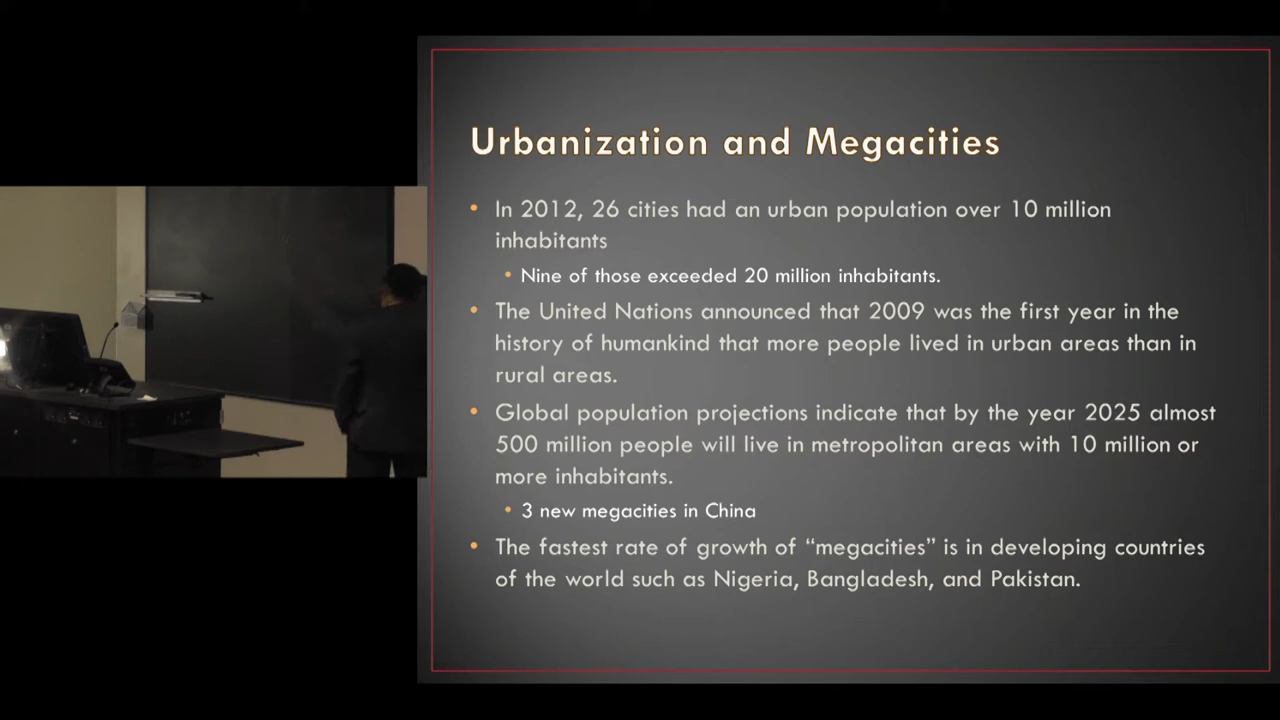 Urbanization and Megacities
• In 2012, 26 cities had an urban population over 10 million
inhabitants
• Nine of those exceeded 20 million inhabitants.
• The United Nations announced that 2009 was the first year in the
history of humankind that more people lived in urban areas than in
rural areas.
• Global population projections indicate that by the year 2025 almost
500 million people will live in metropolitan areas with 10 million or
more inhabitants.
• 3 new megacities in China
• The fastest rate of growth of “megacities” is in developing countries
of the world such as Nigeria, Bangladesh, and Pakistan.